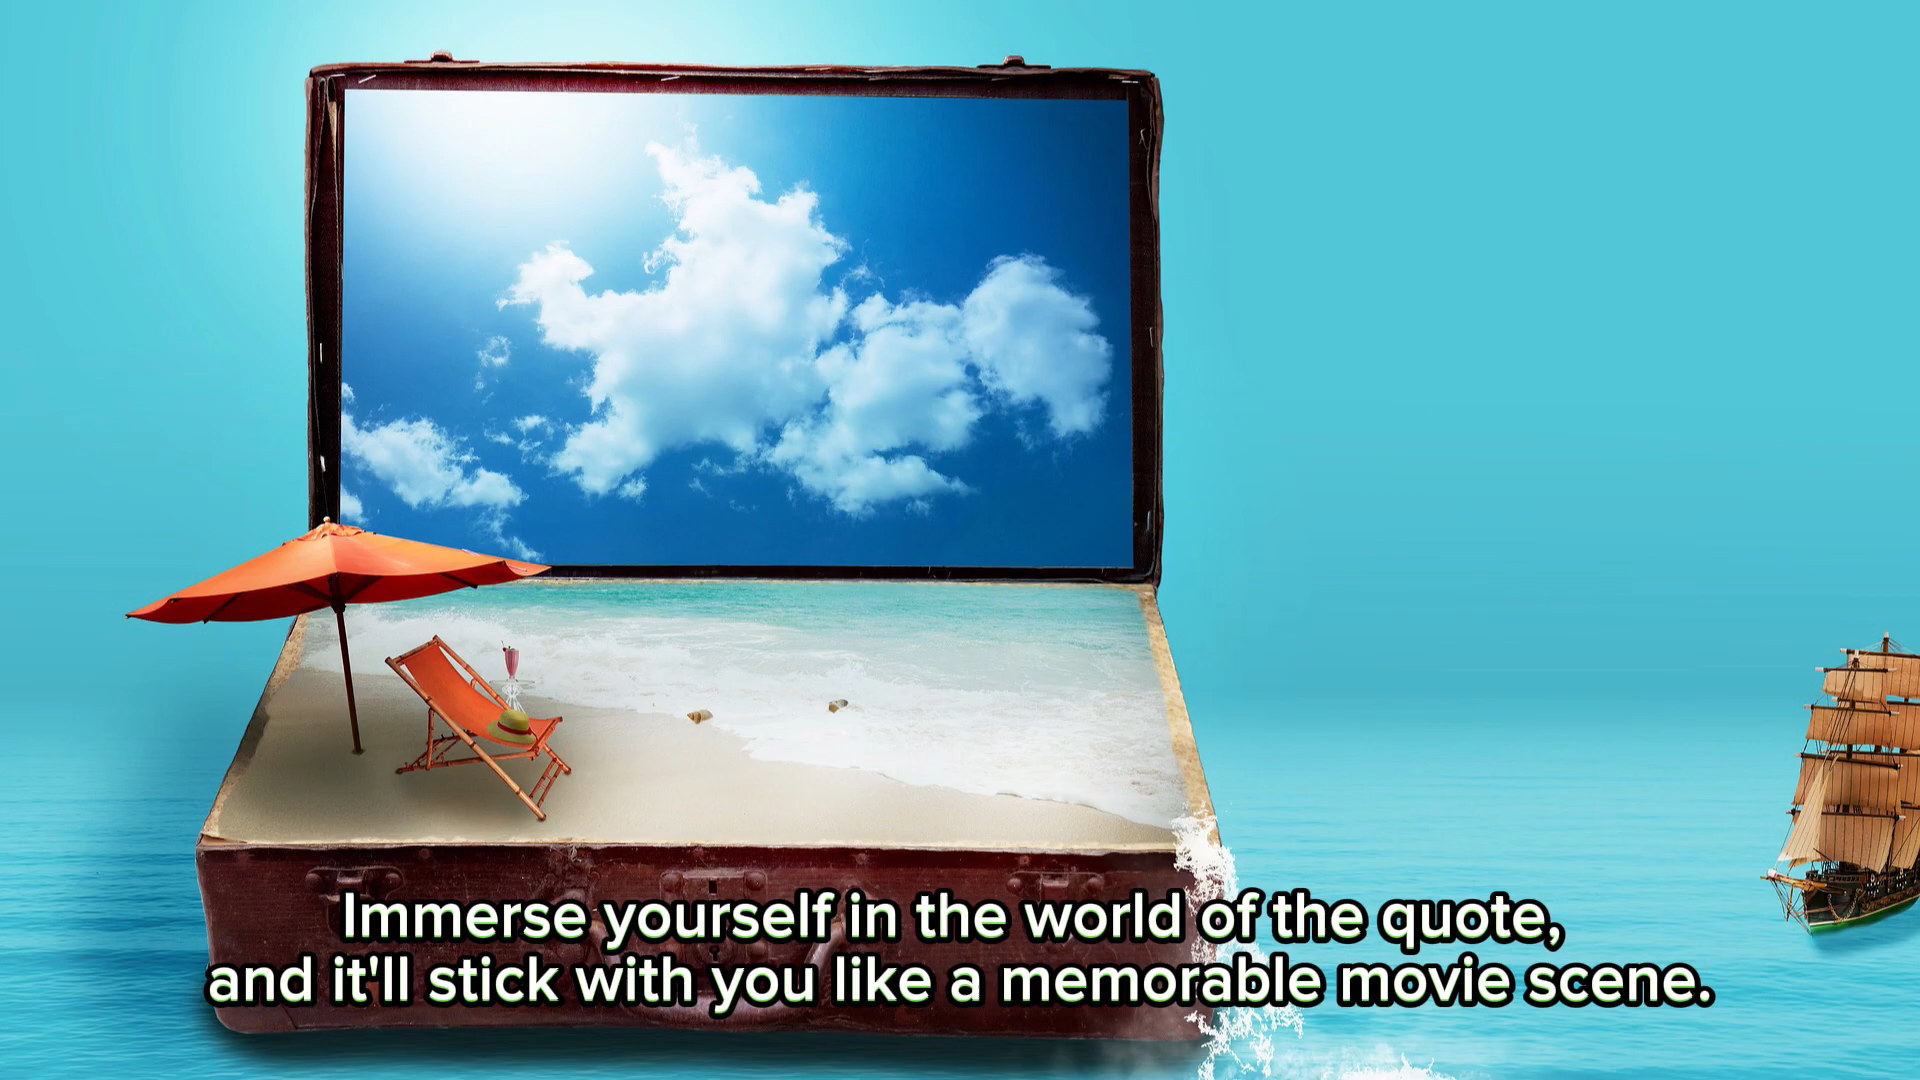 Immerse yourself in the world of the quote,
and it'll stick with you like a memorable movie scene.